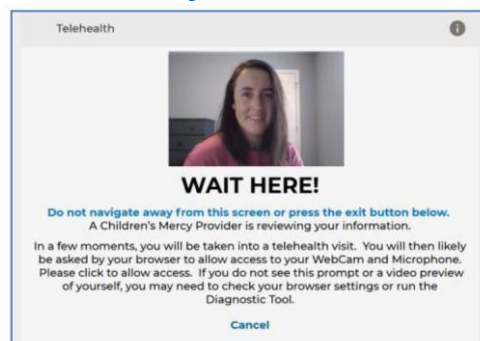 Telehealth
WAIT HERE!
Do not navigate away from this screen or press the exit button below.
A Children's Mercy Provider is reviewing your information.
In a few moments, you will be taken into a telehealth visit. You will then likely
be asked by your browser to allow access to your WebCam and Microphone.
Please click to allow access. If you do not see this prompt or a video preview
of yourself, you may need to check your browser settings or run the
Diagnostic Tool.
Cancel